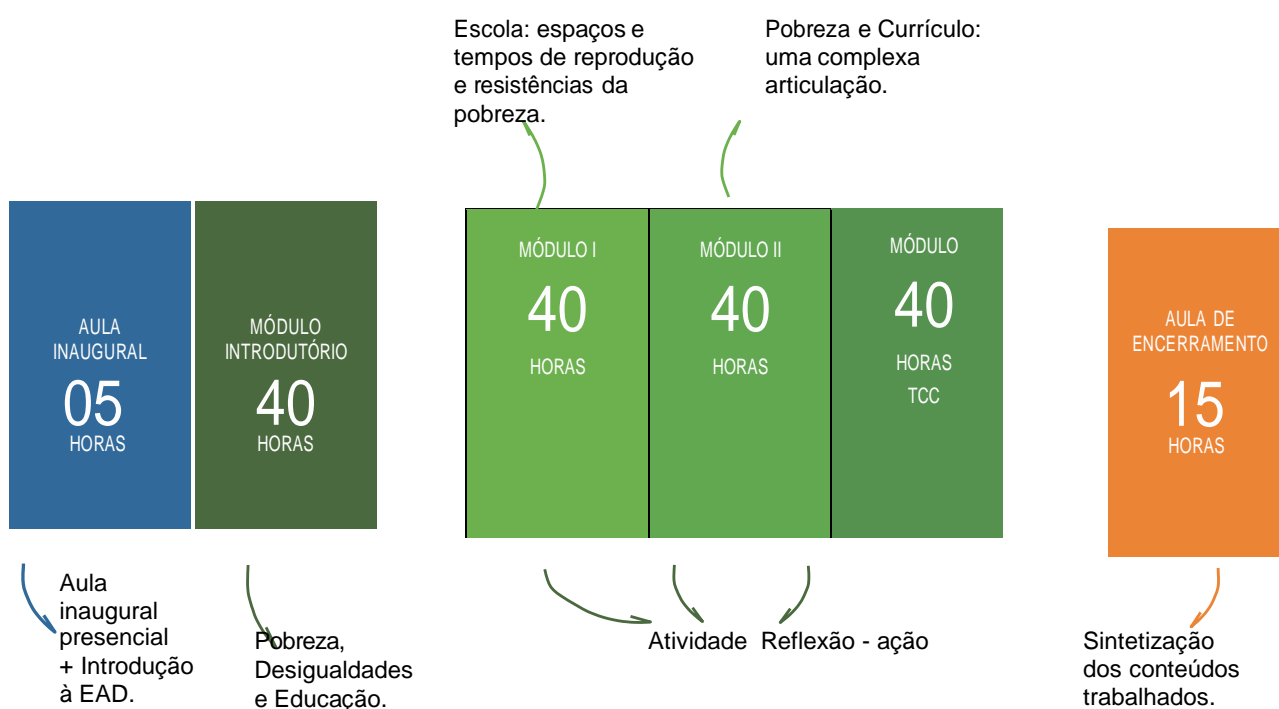 Escola: espaços e
tempos de reprodução
e resistências da
pobreza.
Pobreza e Currículo:
uma complexa
articulação.
AULA
INAUGURAL
05
HORAS
MÓDULO
INTRODUTÓRIO
40
HORAS
MÓDULO I
40
HORAS
MÓDULO II
40
HORAS
MÓDULO
40
HORAS
TCC
AULA DE
ENCERRAMENTO
15
HORAS
Aula
inaugural
presencial
+ Introdução
à EAD.
Pobreza,
Desigualdades
e Educação.
Atividade Reflexão - ação
Sintetização
dos conteúdos
trabalhados.